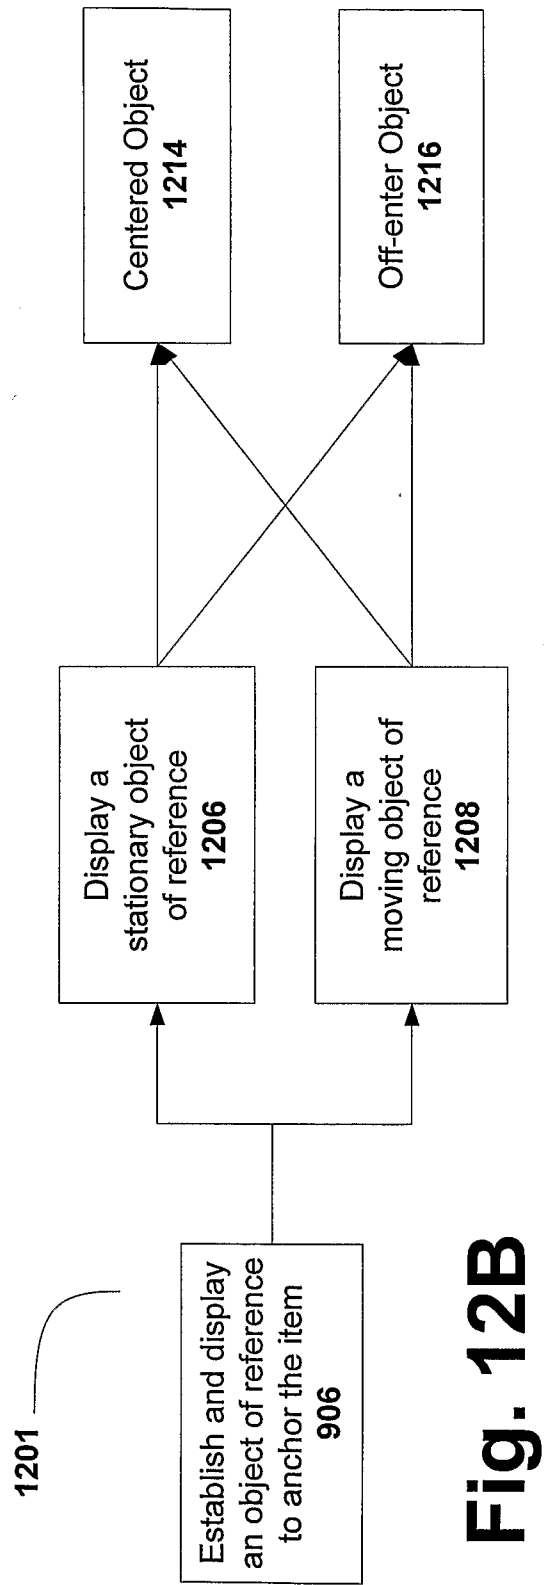 1201
Establish and display
an object of reference
to anchor the item
906
Display a
stationary object
of reference
1206
Display a
moving object of
reference
1208
Centered Object
1214
Off-enter Object
1216
Fig. 12B